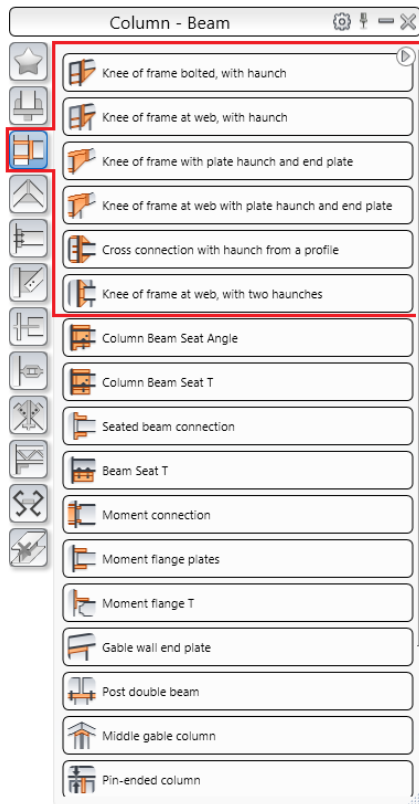 Column - Beam
Knee of frame bolted, with haunch
Knee of frame at web, with haunch
Knee of frame with plate haunch and end plate
Knee of frame at web with plate haunch and end plate
Cross connection with haunch from a profile
Knee of frame at web, with two haunches
Column Beam Seat Angle
Column Beam Seat T
Seated beam connection
Beam Seat T
Moment connection
Moment flange plates
Moment flange T
Gable wall end plate
Post double beam
Middle gable column
Pin-ended column